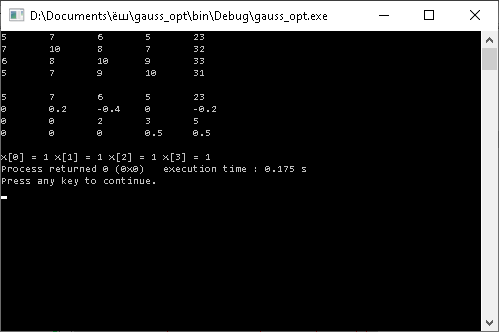 D:\Documents\ёш\gauss_opt\bin\Debug\gauss_opt.exe
5 7 6 5 23
7 10 8 7 32
6 8 10 9 33
5 7 9 10 31
5 7 6 5 23
0 0.2 -0.4 0 -0.2
0 0 2 3 5
0 0 0 0.5 0.5
x[0] = 1 x[1] = 1 x[2] = 1 x[3] = 1
Process returned 0 (0x0) execution time : 0.175 s
Press any key to continue.